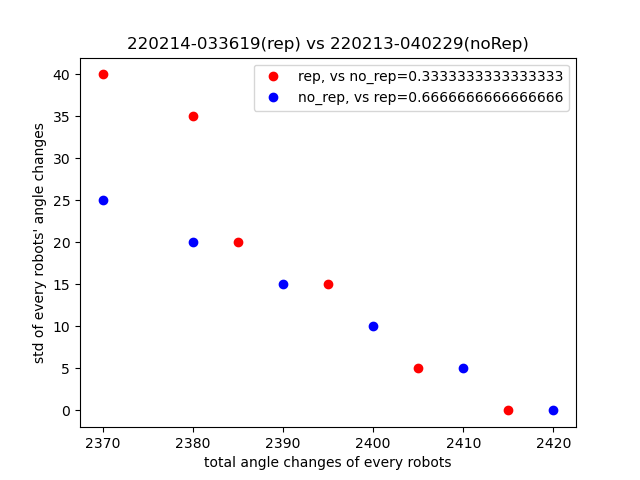 220214-033619(rep) vs 220213-040229(noRep)
rep, vs no_rep=0.3333333333333333
no_rep, vs rep=0.6666666666666666
40
35
30
25
20
15
10
5
0
std of every robots' angle changes
2370 2380 2390 2400 2410 2420
total angle changes of every robots